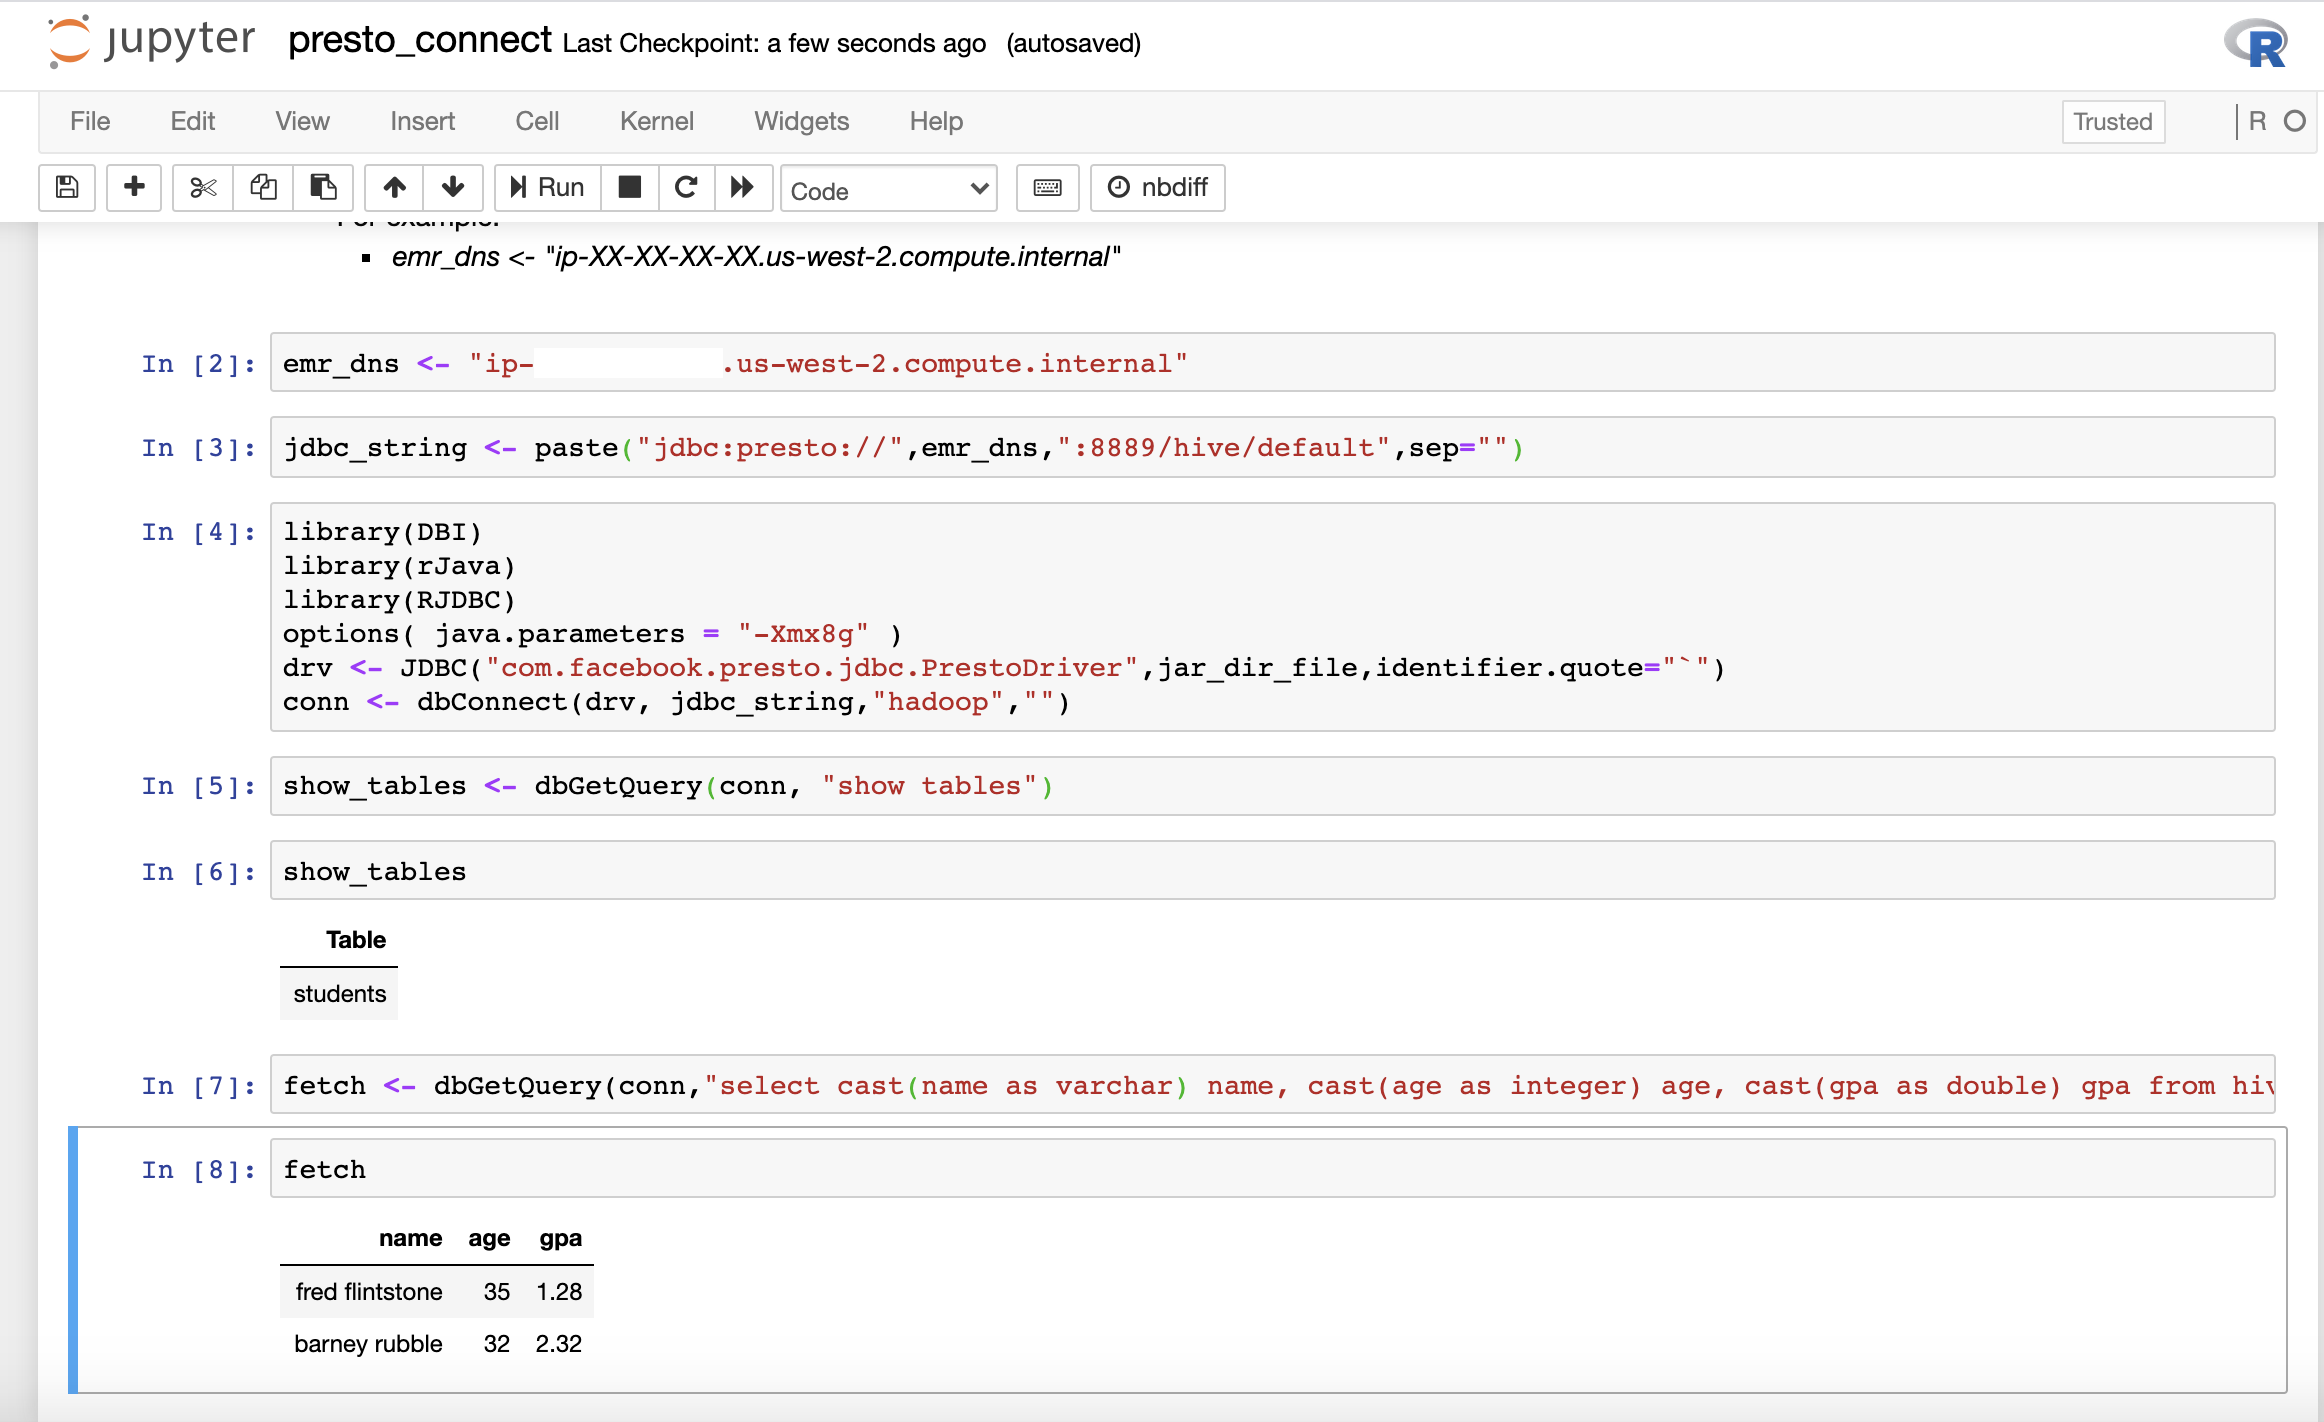 jupyter presto_connect Last Checkpoint: a few seconds ago (autosaved) R
File Edit View Insert Cell Kernel Widgets Help Trusted R
Run Code nbdiff
For example:
emr_dns <- "ip-XX-XX-XX-XX.us-west-2.compute.internal"
In [2]: emr_dns <- "ip- .us-west-2.compute.internal"
In [3]: jdbc_string <- paste("jdbc:presto://",emr_dns,":8889/hive/default",sep="")
In [4]: library(DBI)
library(rJava)
library(RJDBC)
options( java.parameters = "-Xmx8g" )
drv <- JDBC("com.facebook.presto.jdbc.PrestoDriver",jar_dir_file,identifier.quote="`")
conn <- dbConnect(drv, jdbc_string,"hadoop","")
In [5]: show_tables <- dbGetQuery(conn, "show tables")
In [6]: show_tables
Table
students
In [7]: fetch <- dbGetQuery(conn,"select cast(name as varchar) name, cast(age as integer) age, cast(gpa as double) gpa from hiv
In [8]: fetch
name age gpa
fred flintstone 35 1.28
barney rubble 32 2.32